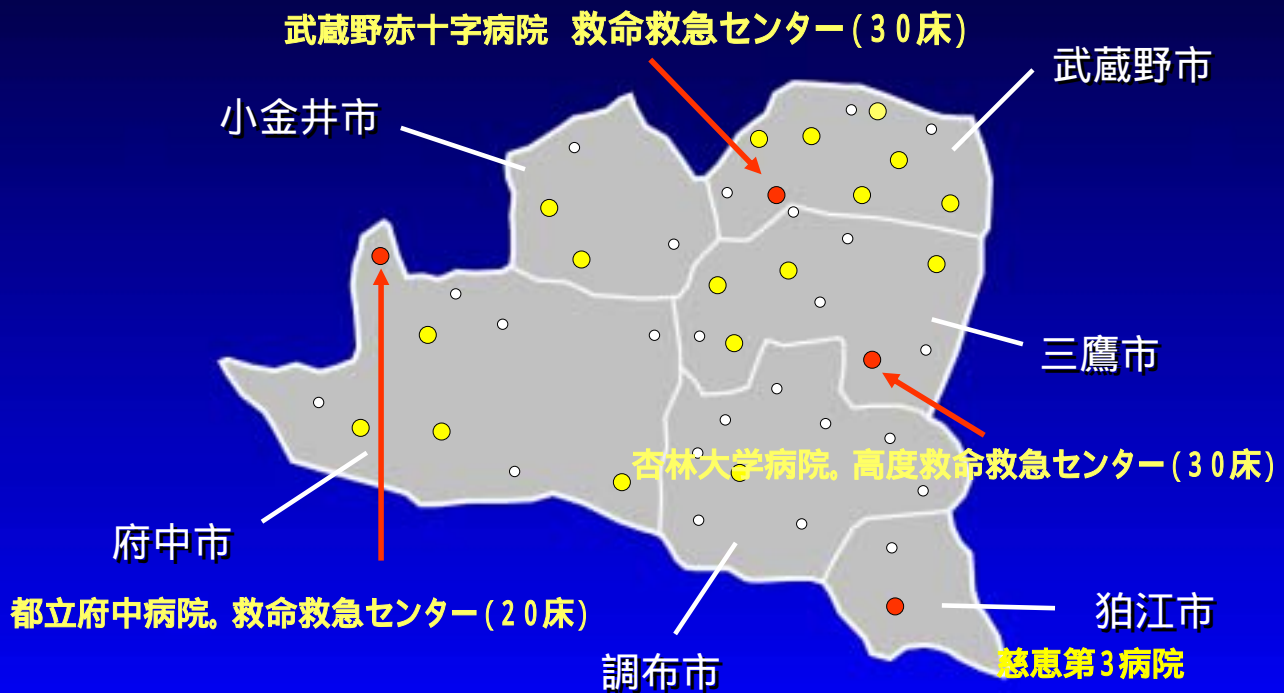 武蔵野赤十字病院　救命救急センター(30床)
武蔵野市
小金井市
三鷹市
杏林大学病院。高度救命救急センター(30床)
府中市
都立府中病院。救命救急センター(20床)
狛江市
慈恵第3病院
調布市